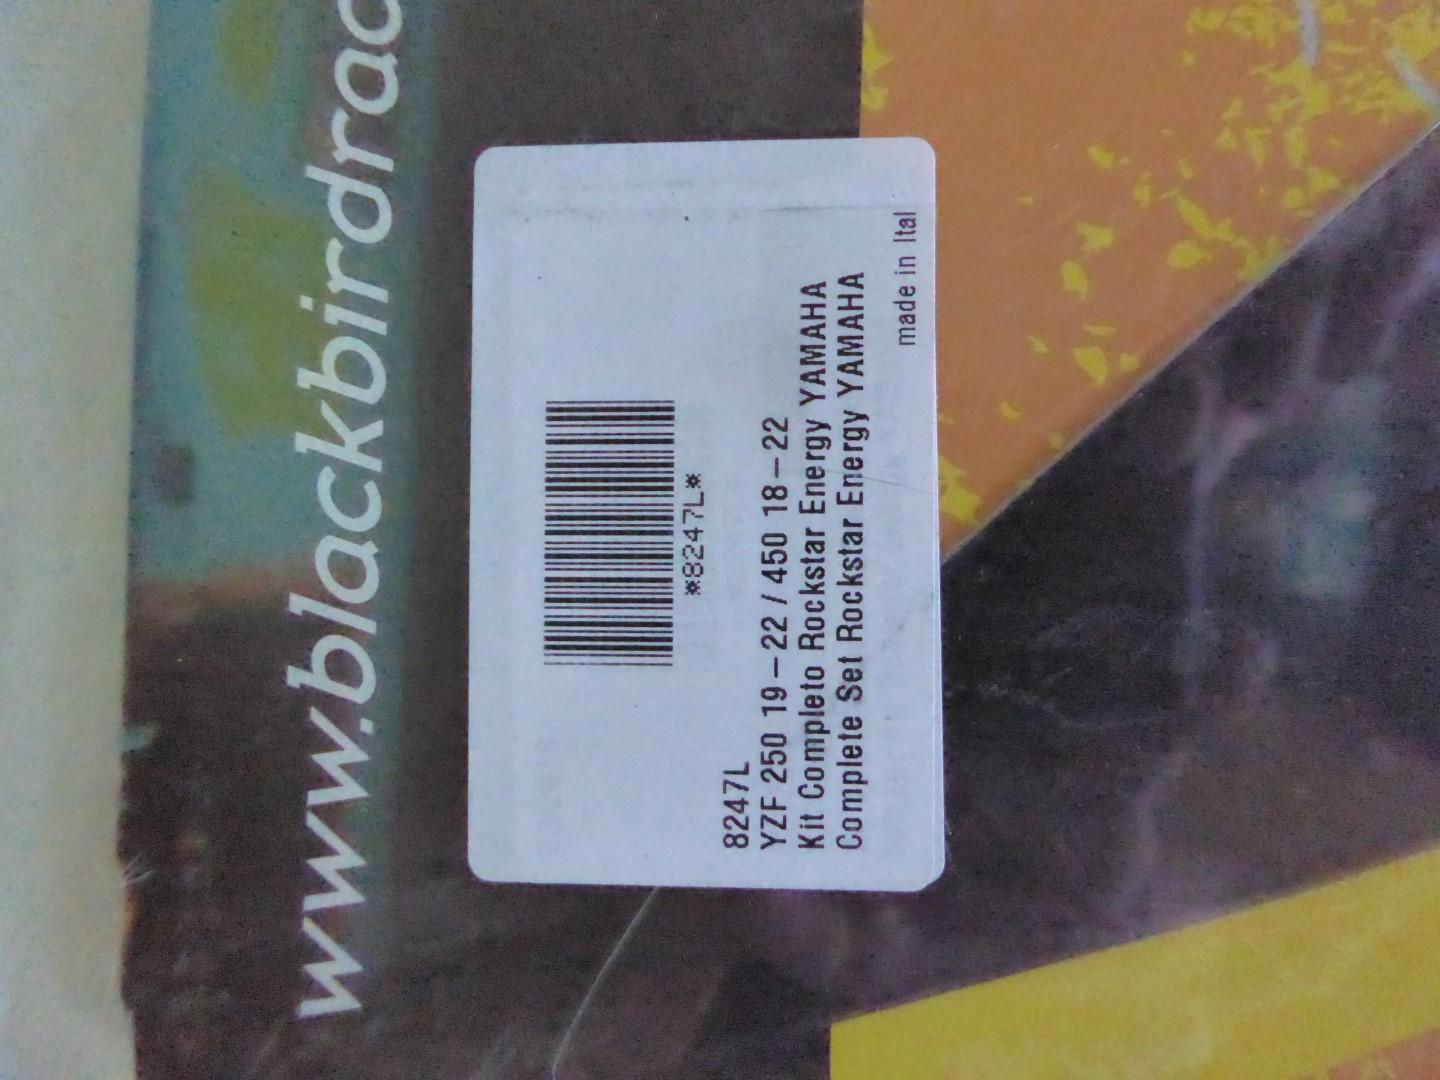 www.blackbirdrac
*8247L*
8247L
YZF 250 19-22 / 450 18-22
Kit Completo Rockstar Energy YAMAHA
Complete Set Rockstar Energy YAMAHA
made in Ital